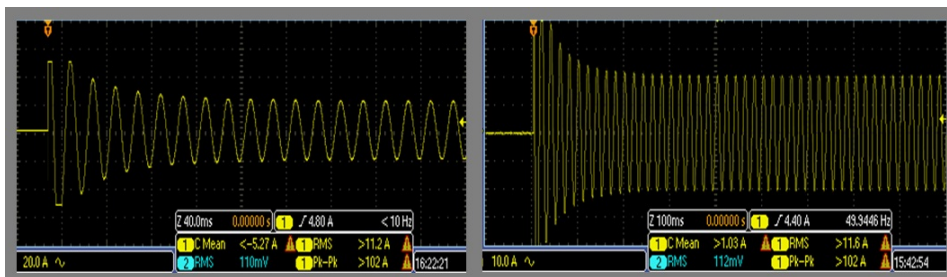 Z 40.0ms 0.00000 s 1 4.80 A < 10 Hz
1 C Mean <-5.27 A 1 RMS >11.2 A
20.0 A 2 RMS 110mV 1 Pk-Pk >102 A 16:22:21
Z 100ms 0.00000 s 1 4.40 A 49.9446 Hz
1 C Mean >1.03 A 1 RMS >11.6 A
10.0 A 2 RMS 112mV 1 Pk-Pk >102 A 15:42:54